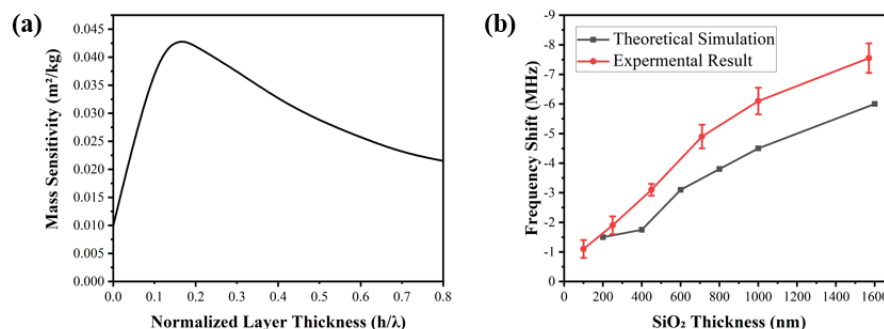 (a)
Mass Sensitivity (m²/kg)
0.045
0.040
0.035
0.030
0.025
0.020
0.015
0.010
0.005
0.000
0.0 0.1 0.2 0.3 0.4 0.5 0.6 0.7 0.8
Normalized Layer Thickness (h/λ)
(b)
Frequency Shift (MHz)
-9
-8
-7
-6
-5
-4
-3
-2
-1
0
Theoretical Simulation
Expermental Result
0 200 400 600 800 1000 1200 1400 1600
SiO₂ Thickness (nm)